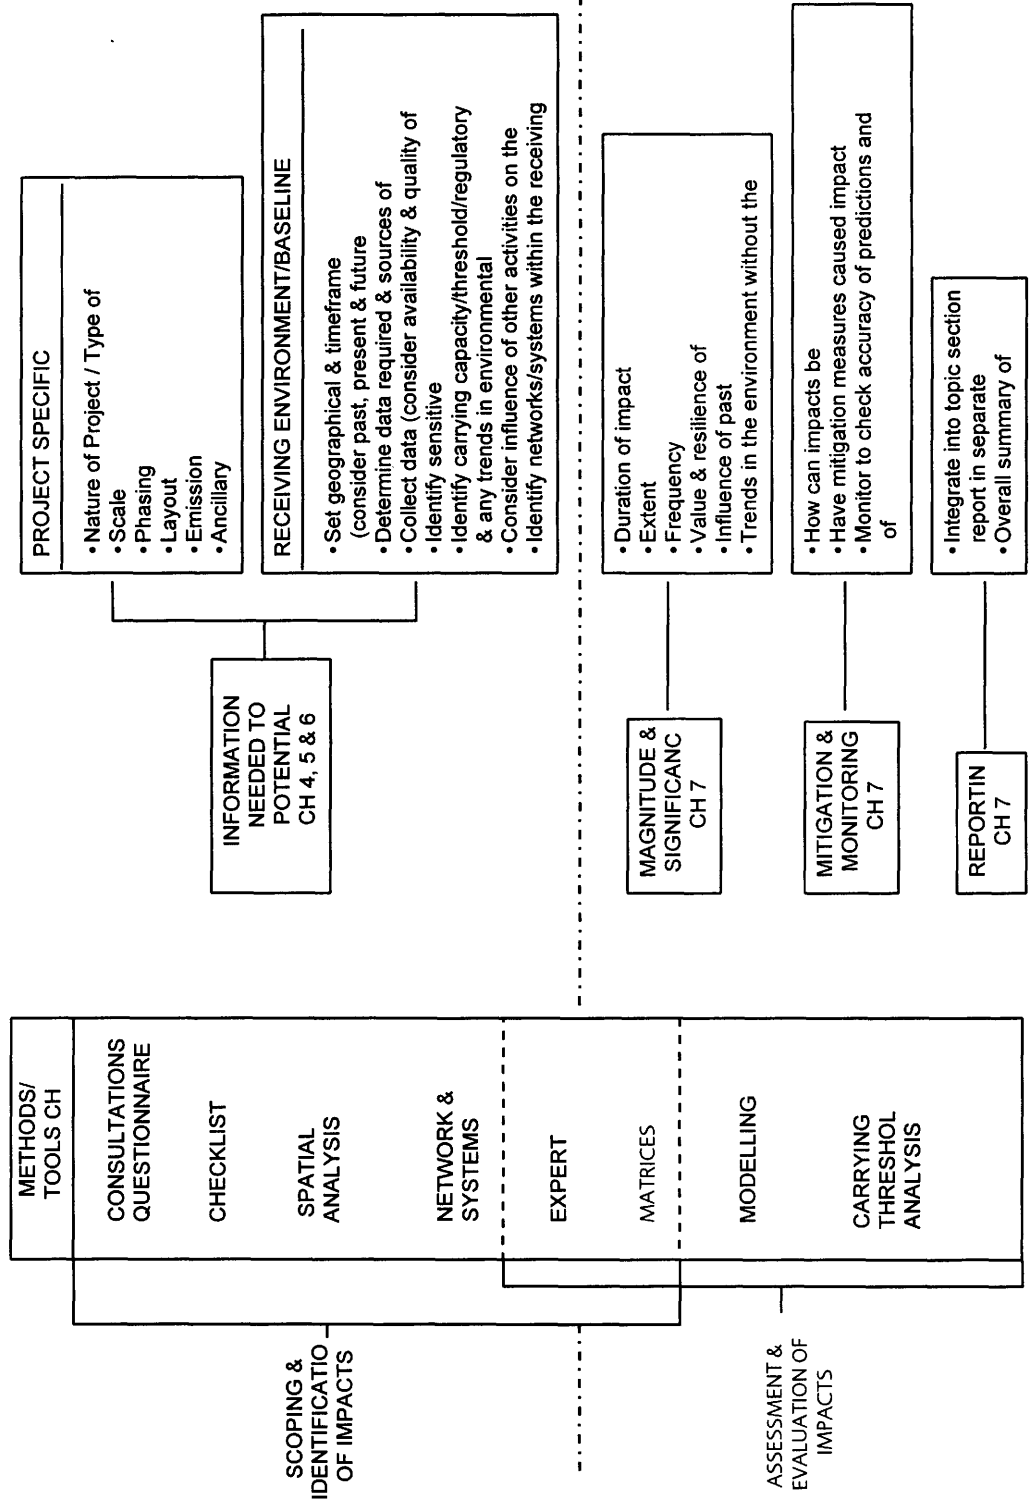 METHODS/
TOOLS CH
CONSULTATIONS
QUESTIONNAIRE
CHECKLIST
SPATIAL
ANALYSIS
NETWORK &
SYSTEMS
EXPERT
MATRICES
MODELLING
CARRYING
THRESHOL
ANALYSIS
SCOPING &
IDENTIFICATIO
OF IMPACTS
ASSESSMENT &
EVALUATION OF
IMPACTS
INFORMATION
NEEDED TO
POTENTIAL
CH 4, 5 & 6
PROJECT SPECIFIC
• Nature of Project / Type of
• Scale
• Phasing
• Layout
• Emission
• Ancillary
RECEIVING ENVIRONMENT/BASELINE
• Set geographical & timeframe
(consider past, present & future
• Determine data required & sources of
• Collect data (consider availability & quality of
• Identify sensitive
• Identify carrying capacity/threshold/regulatory
& any trends in environmental
• Consider influence of other activities on the
• Identify networks/systems within the receiving
MAGNITUDE &
SIGNIFICANC
CH 7
• Duration of impact
• Extent
• Frequency
• Value & resilience of
• Influence of past
• Trends in the environment without the
MITIGATION &
MONITORING
CH 7
• How can impacts be
• Have mitigation measures caused impact
• Monitor to check accuracy of predictions and
of
REPORTIN
CH 7
• Integrate into topic section
report in separate
• Overall summary of